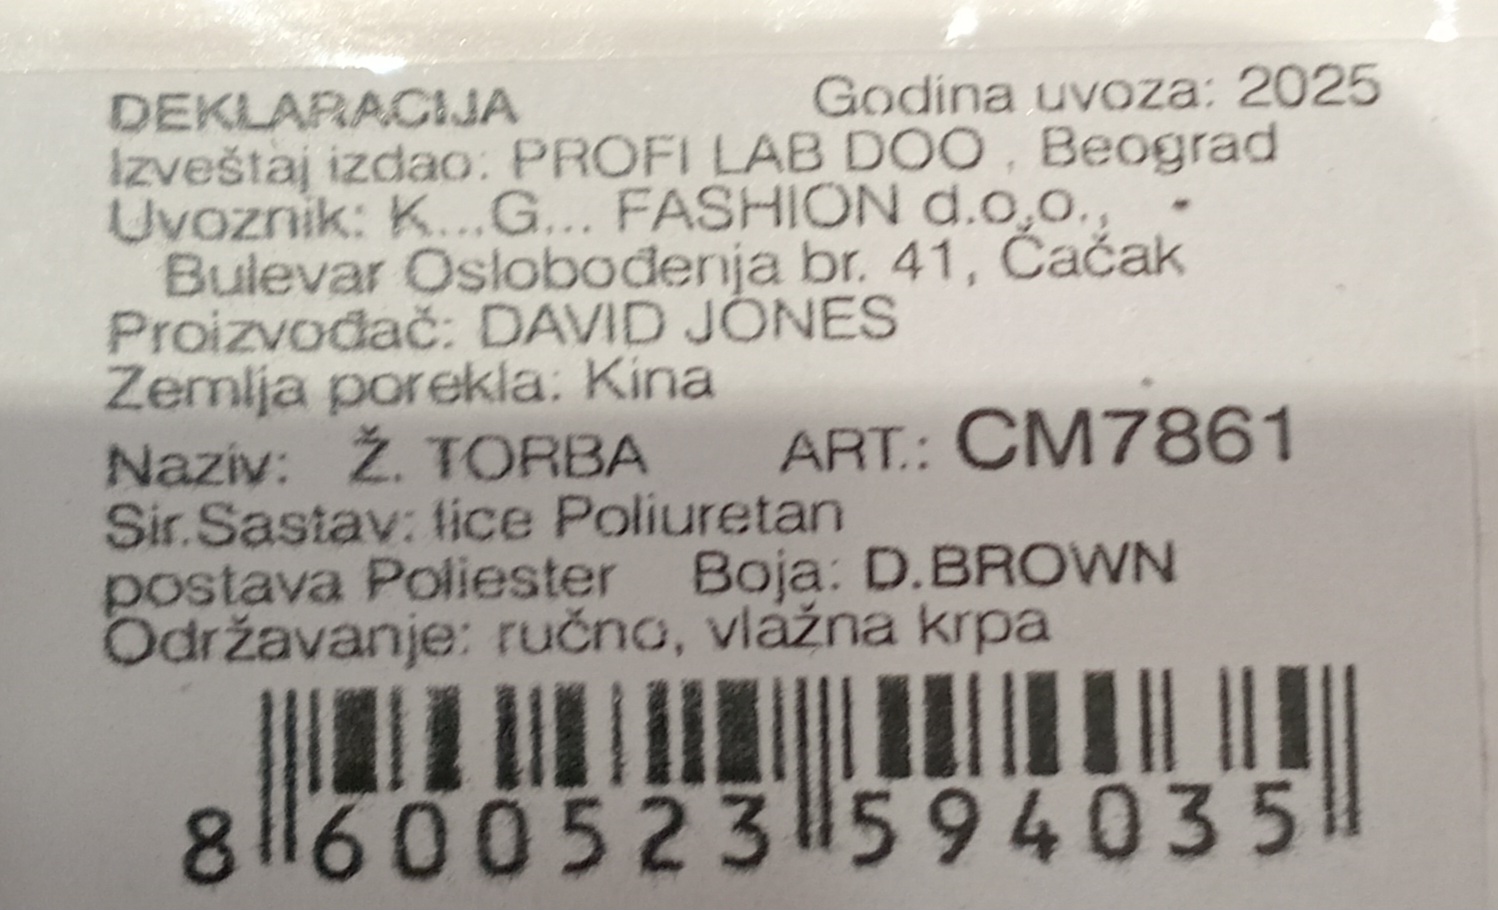 DEKLARACIJA Godina uvoza: 2025
Izveštaj izdao: PROFI LAB DOO , Beograd
Uvoznik: K...G... FASHION d.o.o.,
Bulevar Oslobođenja br. 41, Čačak
Proizvođač: DAVID JONES
Zemlja porekla: Kina
Naziv: Ž. TORBA ART.: CM7861
Sir.Sastav: lice Poliuretan
postava Poliester Boja: D.BROWN
Održavanje: ručno, vlažna krpa
8 600523 594035